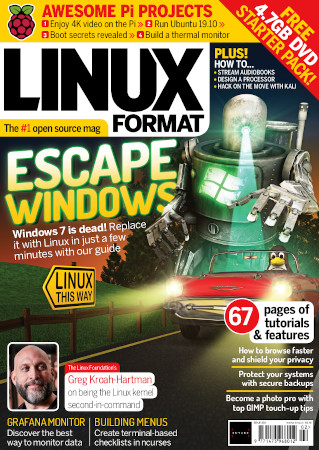 AWESOME Pi PROJECTS
1 Enjoy 4K video on the Pi » 2 Run Ubuntu 19.10 »
3 Boot secrets revealed » 4 Build a thermal monitor
FREE
4.7GB DVD
STARTER PACK!
LINUX
FORMAT
The #1 open source mag
PLUS!
HOW TO...
• STREAM AUDIOBOOKS
• DESIGN A PROCESSOR
• HACK ON THE MOVE WITH KALI
ESCAPE
WINDOWS
Windows 7 is dead! Replace
it with Linux in just a few
minutes with our guide
LINUX
THIS WAY
67 pages of
tutorials
& features
How to browse faster
and shield your privacy
Protect your systems
with secure backups
Become a photo pro with
top GIMP touch-up tips
The Linux Foundation's
Greg Kroah-Hartman
on being the Linux kernel
second-in-command
GRAFANA MONITOR
Discover the best
way to monitor data
BUILDING MENUS
Create terminal-based
checklists in ncurses
FUTURE